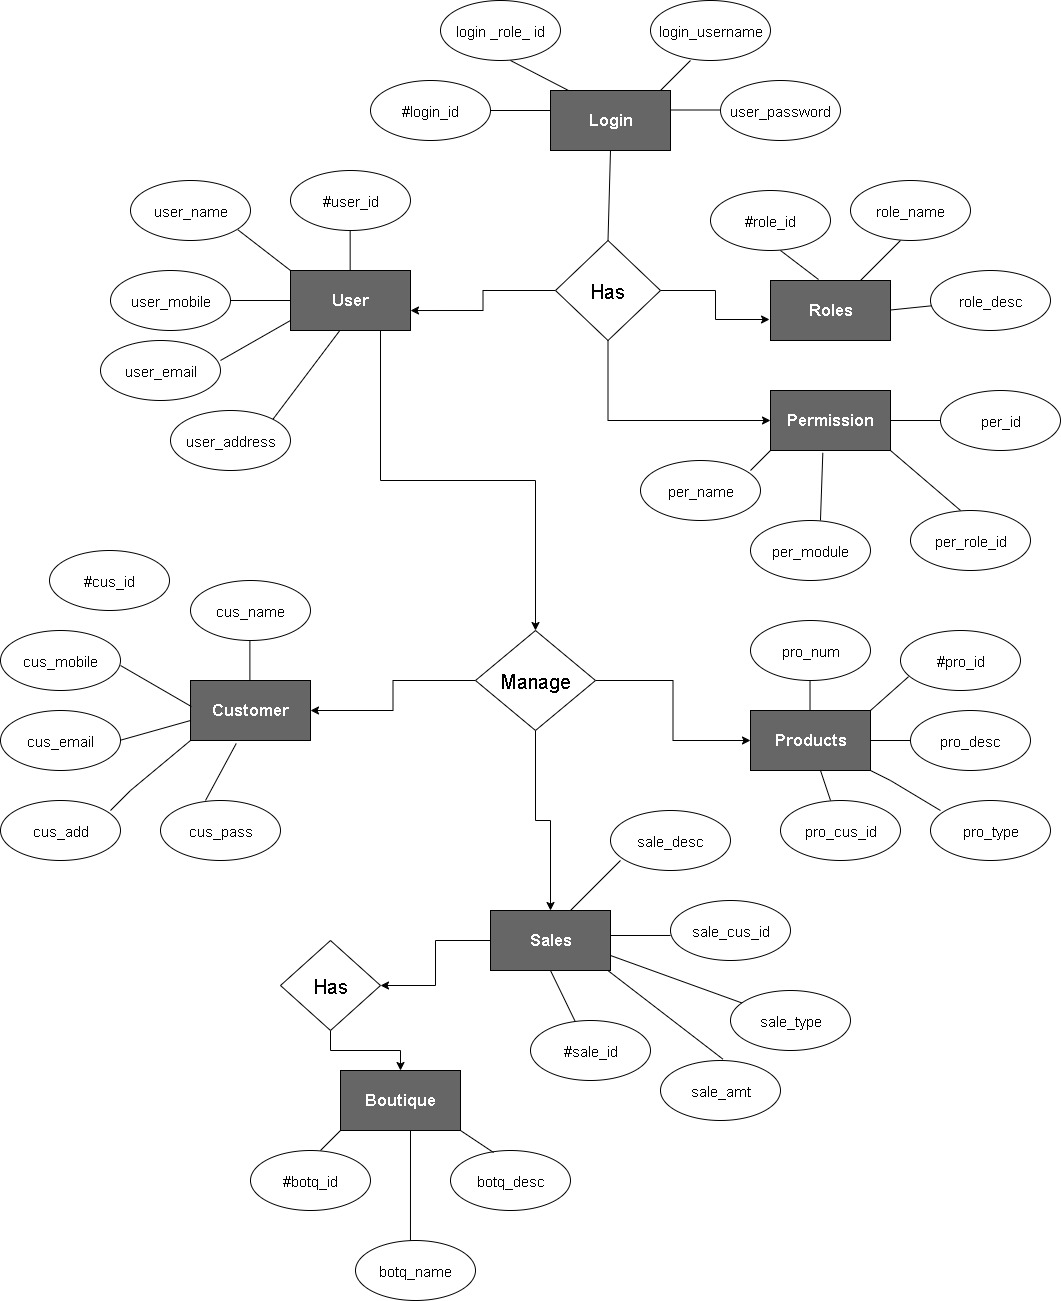 login _role_ id
login_username
#login_id
Login
user_password
user_name
#user_id
#role_id
role_name
user_mobile
User
Has
Roles
role_desc
user_email
user_address
Permission
per_id
per_name
per_module
per_role_id
#cus_id
cus_name
cus_mobile
Customer
cus_email
cus_add
cus_pass
Manage
pro_num
#pro_id
Products
pro_desc
pro_cus_id
pro_type
sale_desc
Sales
sale_cus_id
sale_type
#sale_id
sale_amt
Has
Boutique
#botq_id
botq_desc
botq_name